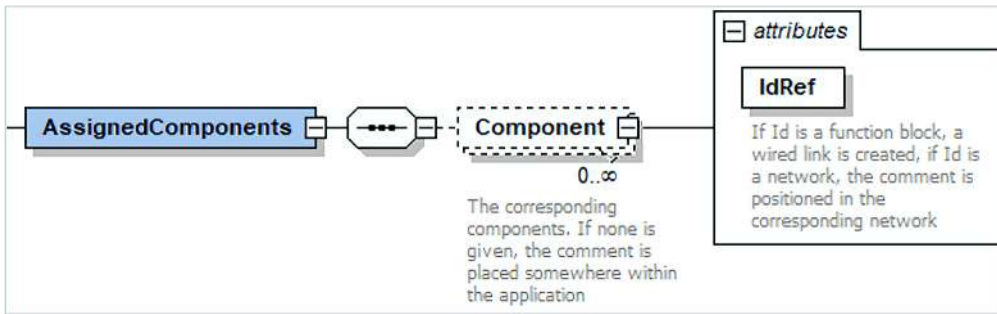 attributes
IdRef
If Id is a function block, a
wired link is created, if Id is
a network, the comment is
positioned in the
corresponding network
AssignedComponents
Component
0..∞
The corresponding
components. If none is
given, the comment is
placed somewhere within
the application